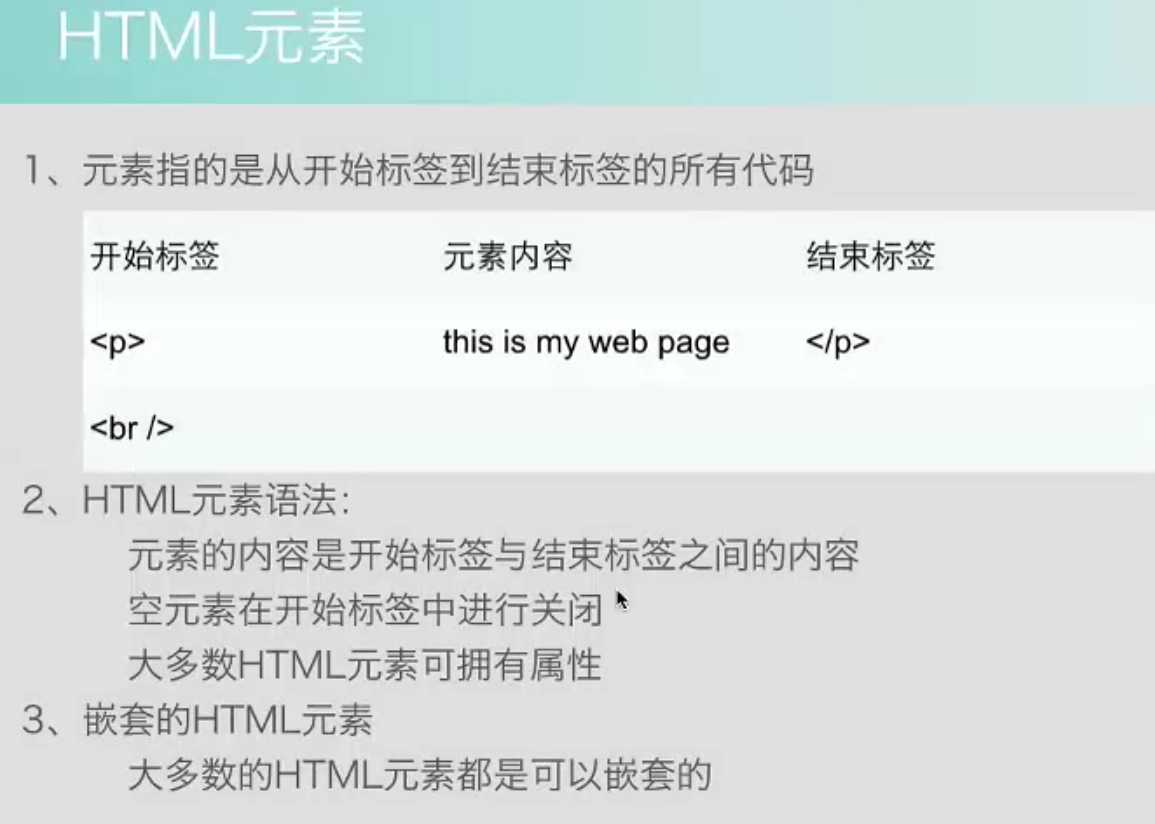 HTML元素
1、元素指的是从开始标签到结束标签的所有代码
开始标签 元素内容 结束标签
<p> this is my web page </p>
<br />
2、HTML元素语法：
元素的内容是开始标签与结束标签之间的内容
空元素在开始标签中进行关闭
大多数HTML元素可拥有属性
3、嵌套的HTML元素
大多数的HTML元素都是可以嵌套的